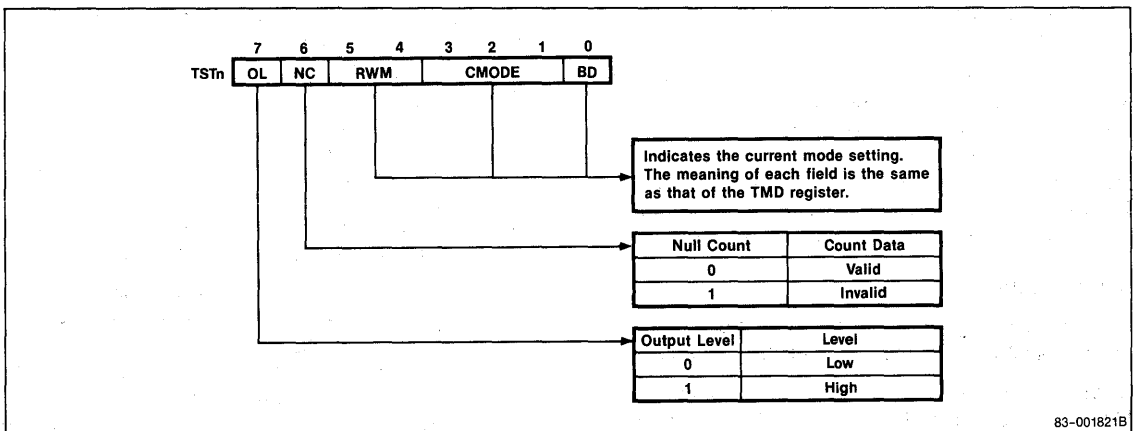 7 6 5 4 3 2 1 0
TSTn OL NC RWM CMODE BD
Indicates the current mode setting.
The meaning of each field is the same
as that of the TMD register.
Null Count Count Data
0 Valid
1 Invalid
Output Level Level
0 Low
1 High
83-001821B